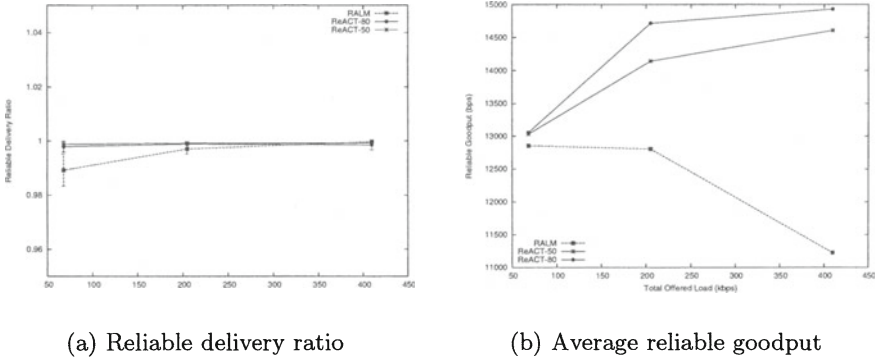 1.04
1.02
1
0.98
0.96
Reliable Delivery Ratio
RALM
ReACT-80
ReACT-50
50 100 150 200 250 300 350 400 450
(a) Reliable delivery ratio
15000
14500
14000
13500
13000
12500
12000
11500
11000
Reliable Goodput (bps)
RALM
ReACT-50
ReACT-80
50 100 150 200 250 300 350 400 450
Total Offered Load (kbps)
(b) Average reliable goodput